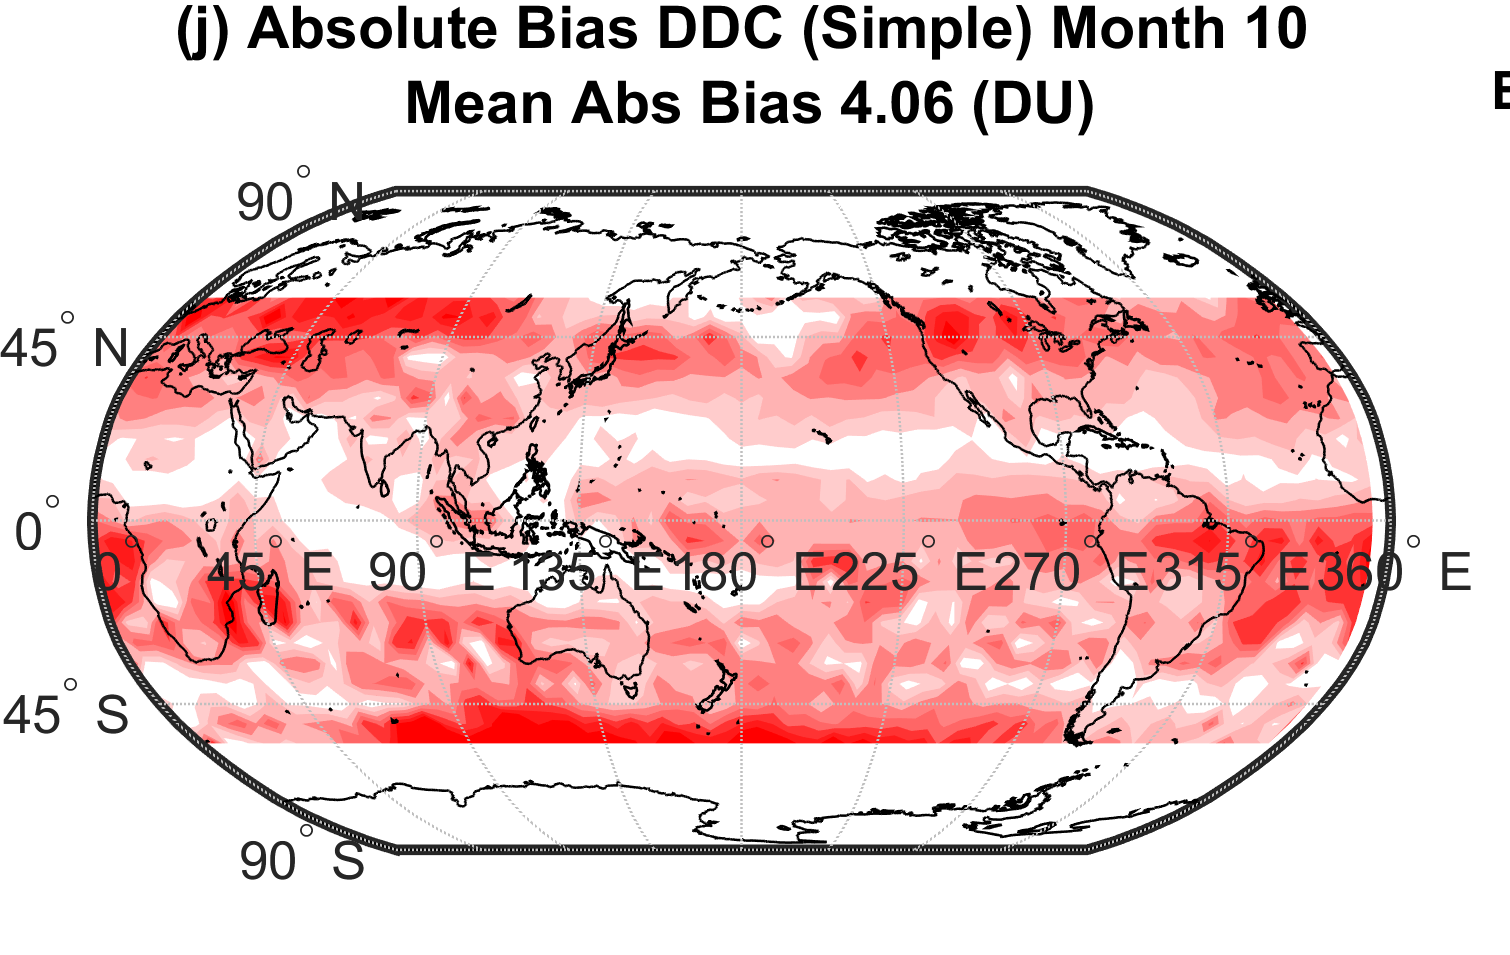 (j) Absolute Bias DDC (Simple) Month 10
Mean Abs Bias 4.06 (DU)
E
90° N
45° N
0°
0° 45° E 90° E 135° E 180° E 225° E 270° E 315° E 360° E
45° S
90° S